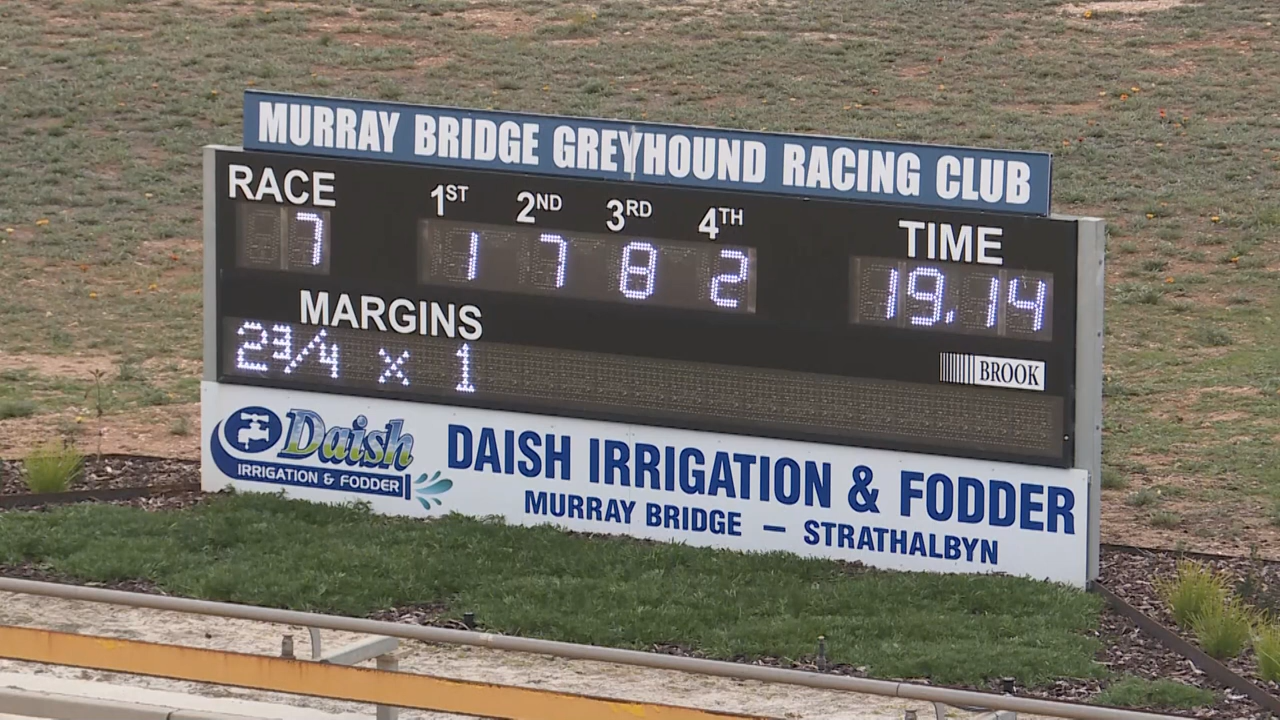 MURRAY BRIDGE GREYHOUND RACING CLUB
RACE 1ST 2ND 3RD 4TH TIME
7 1 7 8 2 19.14
MARGINS
2¾ x 1
BROOK
Daish
IRRIGATION & FODDER
DAISH IRRIGATION & FODDER
MURRAY BRIDGE – STRATHALBYN